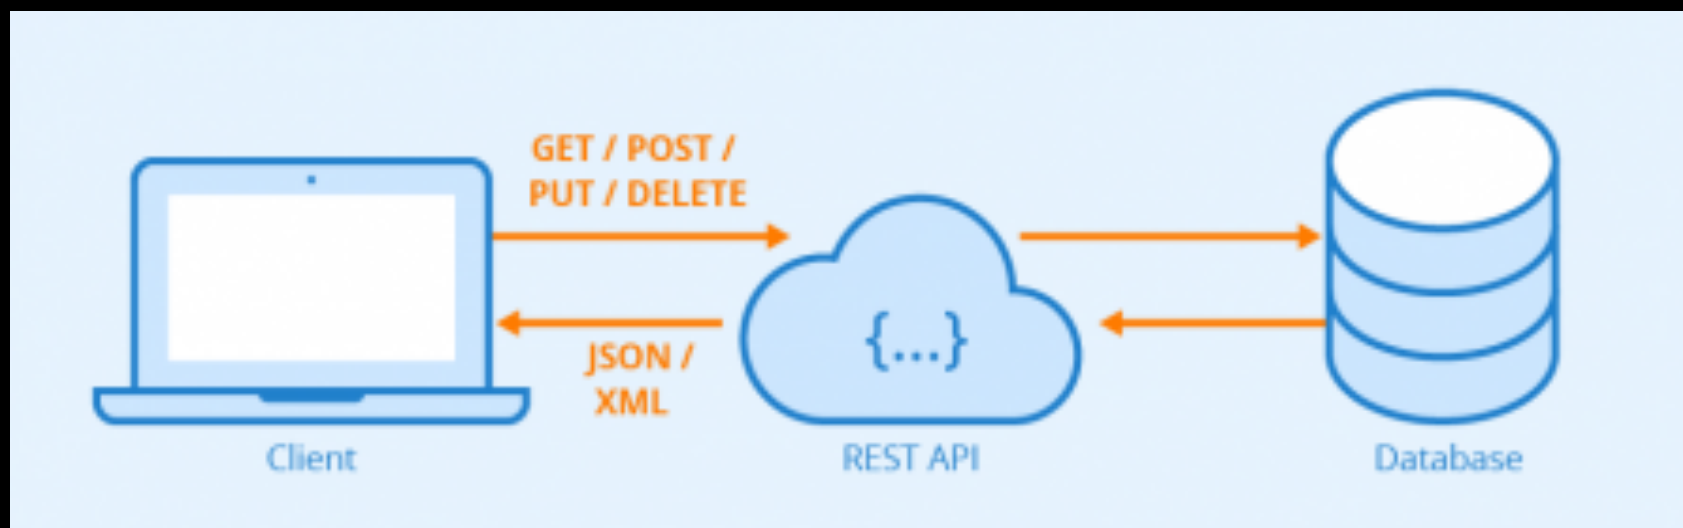 GET / POST /
PUT / DELETE
JSON /
XML
{...}
Client
REST API
Database